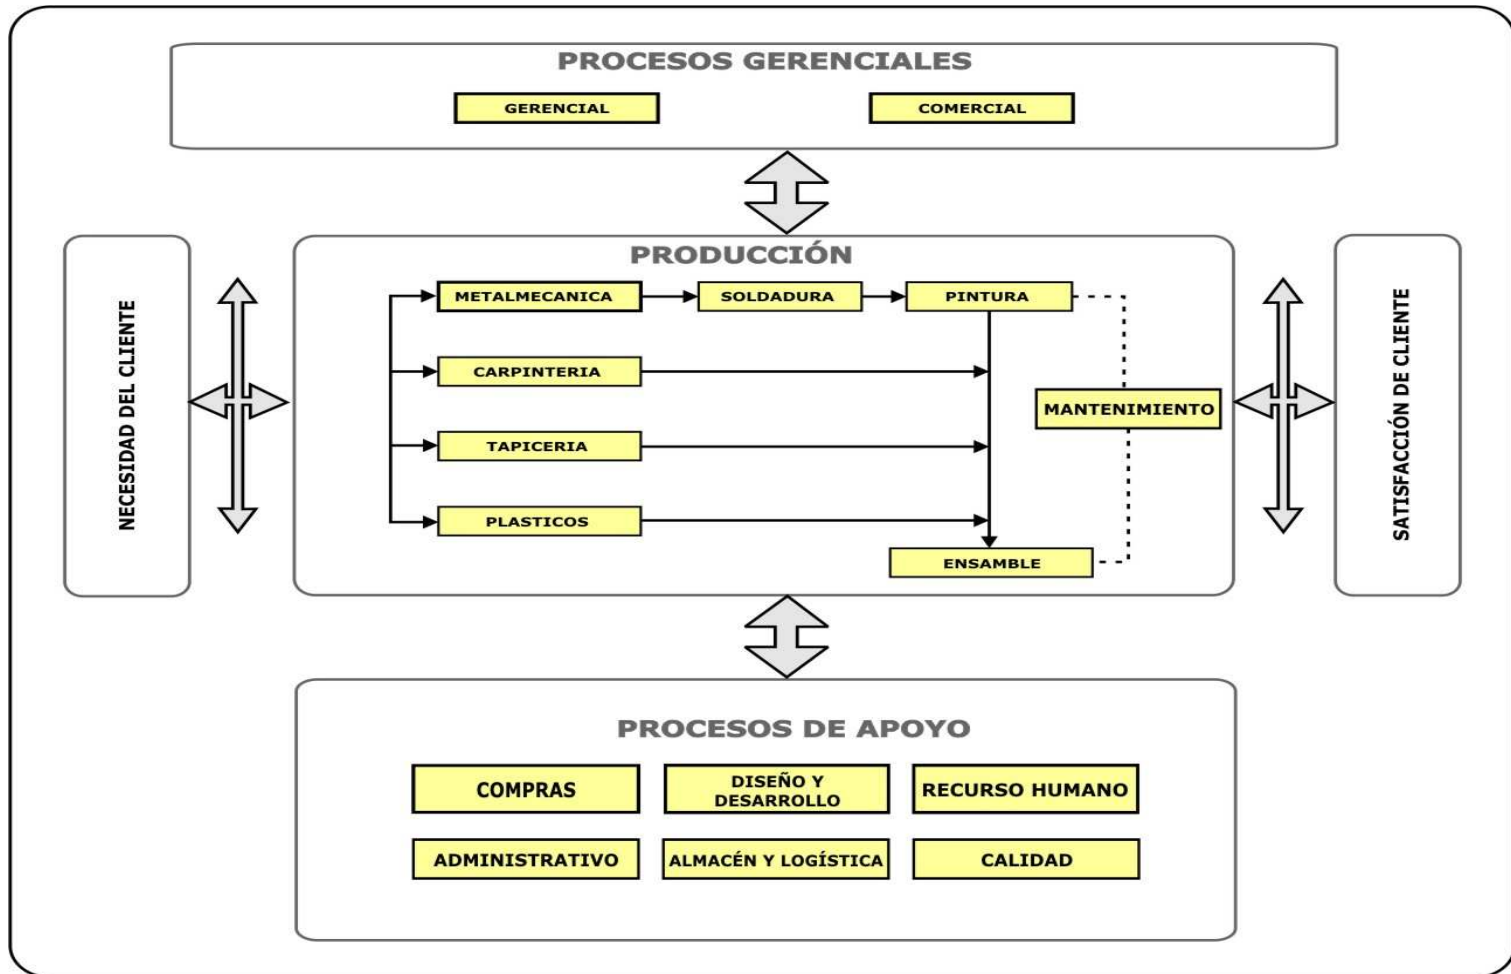 PROCESOS GERENCIALES
GERENCIAL
COMERCIAL
NECESIDAD DEL CLIENTE
PRODUCCIÓN
METALMECANICA
SOLDADURA
PINTURA
CARPINTERIA
MANTENIMIENTO
TAPICERIA
PLASTICOS
ENSAMBLE
SATISFACCIÓN DE CLIENTE
PROCESOS DE APOYO
COMPRAS
DISEÑO Y
DESARROLLO
RECURSO HUMANO
ADMINISTRATIVO
ALMACÉN Y LOGÍSTICA
CALIDAD